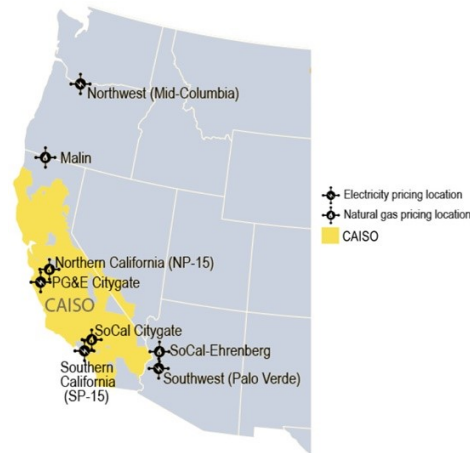 Northwest (Mid-Columbia)
Malin
Electricity pricing location
Natural gas pricing location
CAISO
Northern California (NP-15)
PG&E Citygate
CAISO
SoCal Citygate
SoCal-Ehrenberg
Southern
California
(SP-15)
Southwest (Palo Verde)